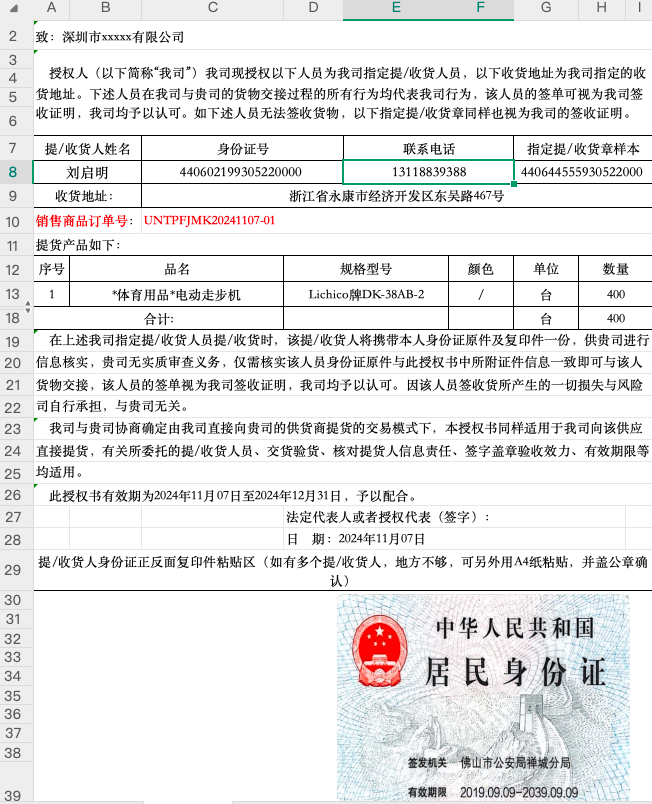 A B C D E F G H I
2 致：深圳市xxxxx有限公司
3
4 授权人（以下简称“我司”）我司现授权以下人员为我司指定提/收货人员，以下收货地址为我司指定的收
5 货地址。下述人员在我司与贵司的货物交接过程的所有行为均代表我司行为，该人员的签单可视为我司签
6 收证明，我司均予以认可。如下述人员无法签收货物，以下指定提/收货章同样也视为我司的签收证明。
7 提/收货人姓名 身份证号 联系电话 指定提/收货章样本
8 刘启明 440602199305220000 13118839388 440644555930522000
9 收货地址： 浙江省永康市经济开发区东吴路467号
10 销售商品订单号： UNTPFJMK20241107-01
11 提货产品如下：
12 序号 品名 规格型号 颜色 单位 数量
13 1 *体育用品*电动走步机 Lichico牌DK-38AB-2 / 台 400
18 合计： 台 400
19 在上述我司指定提/收货人员提/收货时，该提/收货人将携带本人身份证原件及复印件一份，供贵司进行
20 信息核实，贵司无实质审查义务，仅需核实该人员身份证原件与此授权书中所附证件信息一致即可与该人
21 货物交接，该人员的签单视为我司签收证明，我司均予以认可。因该人员签收货所产生的一切损失与风险
22 司自行承担，与贵司无关。
23 我司与贵司协商确定由我司直接向贵司的供货商提货的交易模式下，本授权书同样适用于我司向该供应
24 直接提货，有关所委托的提/收货人员、交货验货、核对提货人信息责任、签字盖章验收效力、有效期限等
25 均适用。
26 此授权书有效期为2024年11月07日至2024年12月31日，予以配合。
27 法定代表人或者授权代表（签字）：
28 日 期：2024年11月07日
29 提/收货人身份证正反面复印件粘贴区（如有多个提/收货人，地方不够，可另外用A4纸粘贴，并盖公章确
认）
30
31 中华人民共和国
32
33 居民身份证
34
35
36
37
38 签发机关 佛山市公安局禅城分局
39 有效期限 2019.09.09-2039.09.09